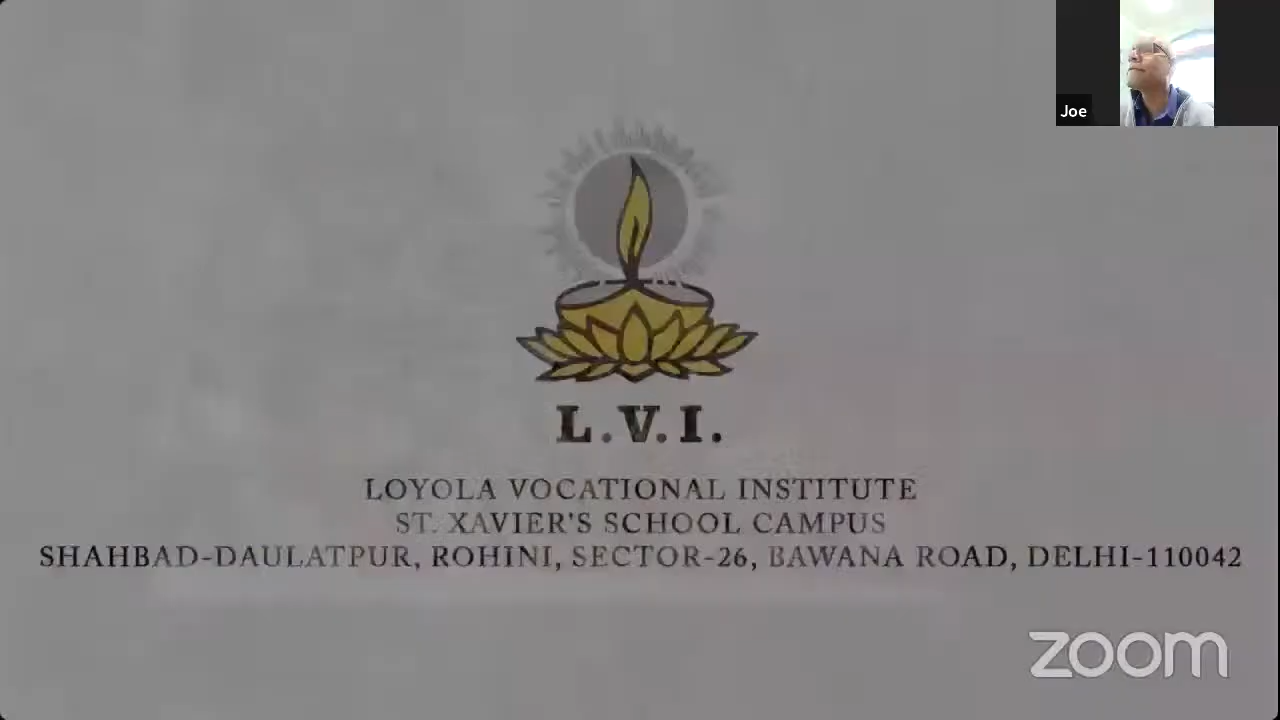 Joe
L.V.I.
LOYOLA VOCATIONAL INSTITUTE
ST. XAVIER'S SCHOOL CAMPUS
SHAHBAD-DAULATPUR, ROHINI, SECTOR-26, BAWANA ROAD, DELHI-110042
zoom